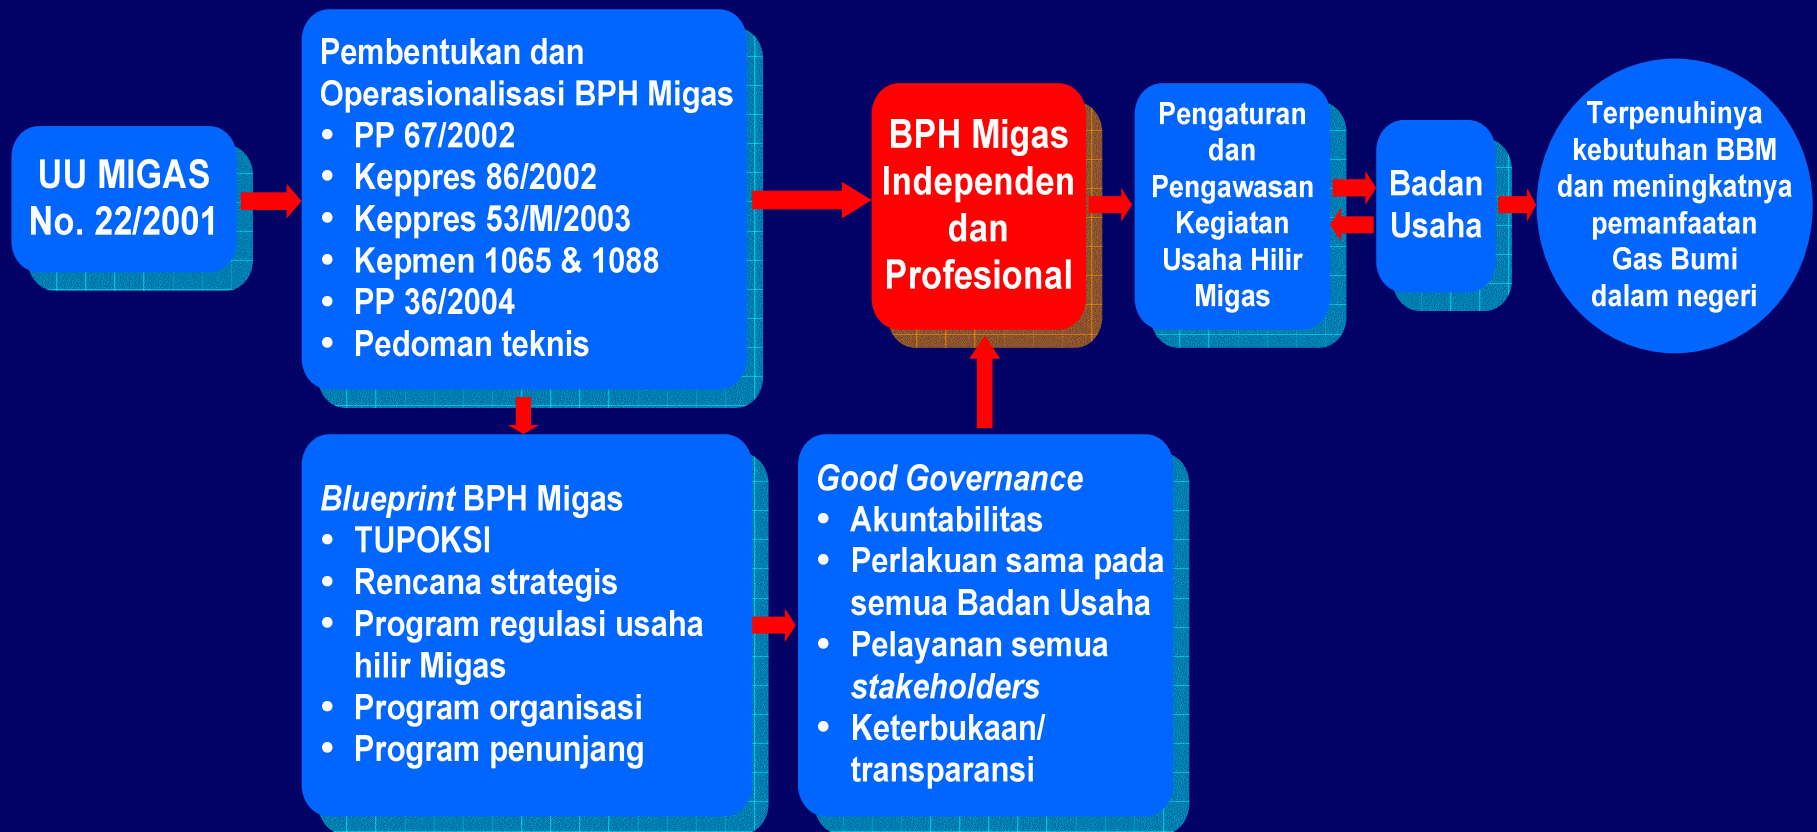 UU MIGAS
No. 22/2001
Pembentukan dan
Operasionalisasi BPH Migas
• PP 67/2002
• Keppres 86/2002
• Keppres 53/M/2003
• Kepmen 1065 & 1088
• PP 36/2004
• Pedoman teknis
BPH Migas
Independen
dan
Profesional
Pengaturan
dan
Pengawasan
Kegiatan
Usaha Hilir
Migas
Badan
Usaha
Terpenuhinya
kebutuhan BBM
dan meningkatnya
pemanfaatan
Gas Bumi
dalam negeri
Blueprint BPH Migas
• TUPOKSI
• Rencana strategis
• Program regulasi usaha
hilir Migas
• Program organisasi
• Program penunjang
Good Governance
• Akuntabilitas
• Perlakuan sama pada
semua Badan Usaha
• Pelayanan semua
stakeholders
• Keterbukaan/
transparansi